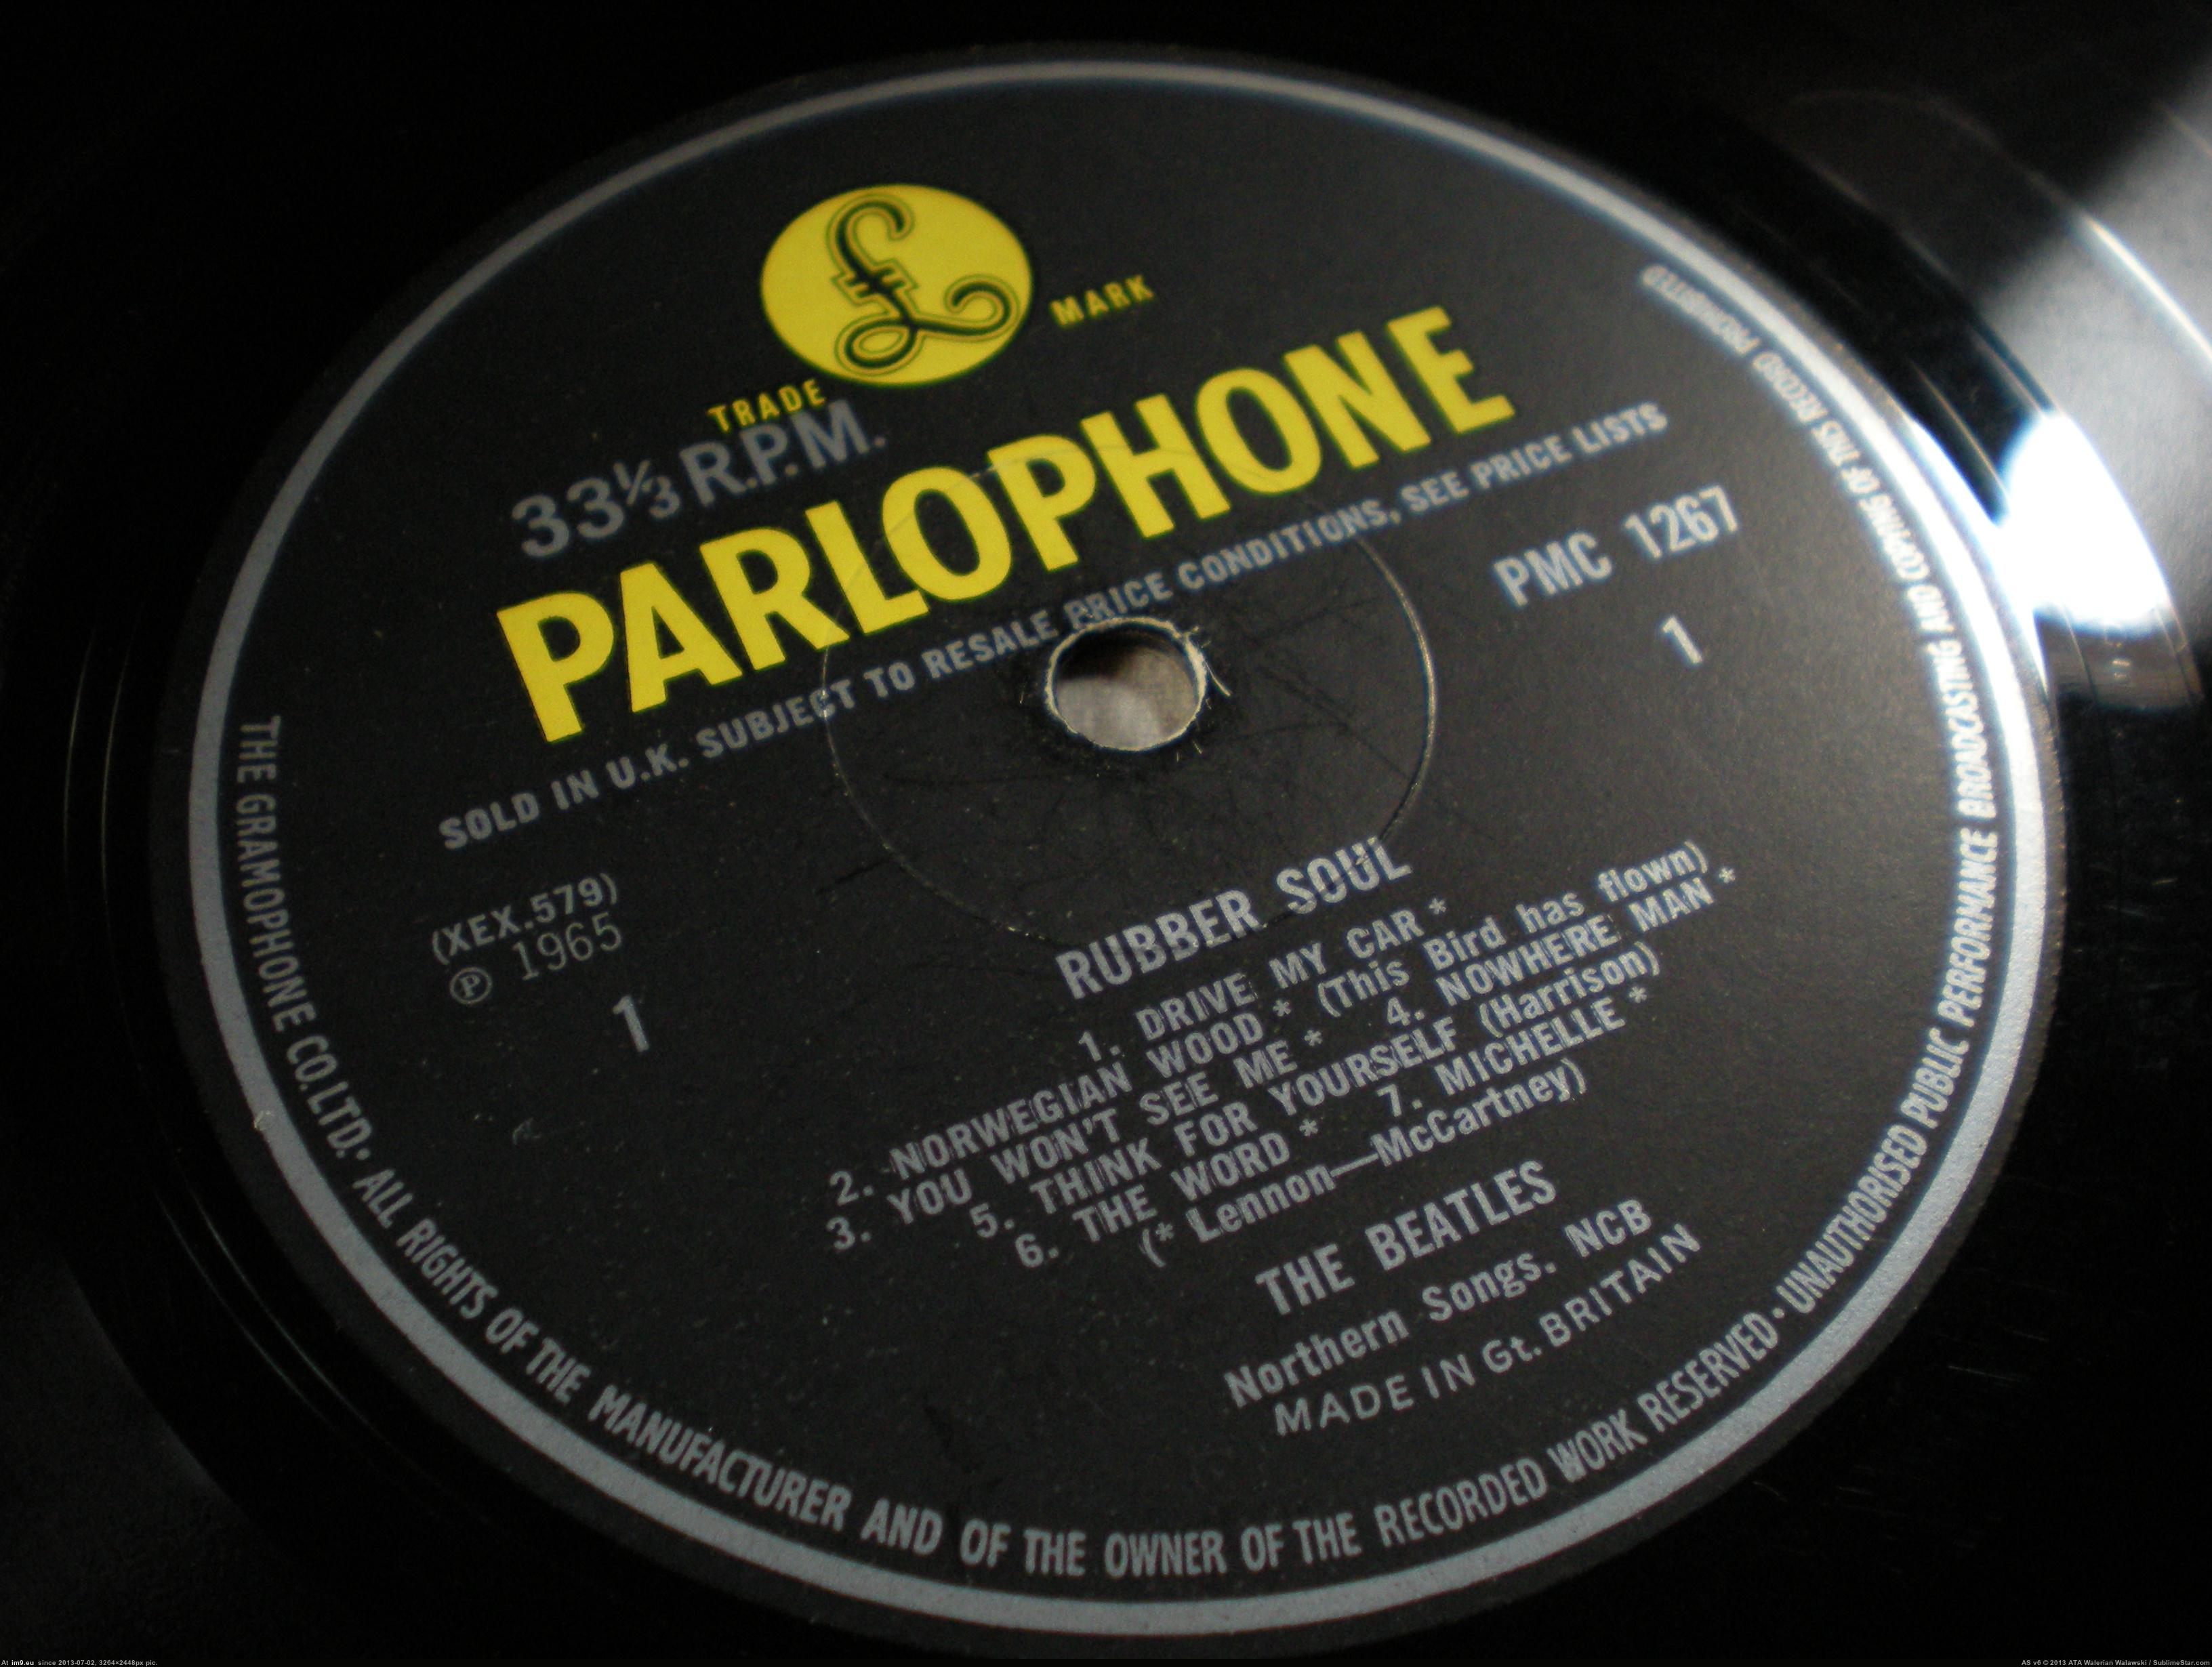 £
TRADE MARK
33⅓ R.P.M.
PARLOPHONE
SOLD IN U.K. SUBJECT TO RESALE PRICE CONDITIONS, SEE PRICE LISTS
PMC 1267
1
(XEX.579)
℗ 1965
1
RUBBER SOUL
1. DRIVE MY CAR *
2. NORWEGIAN WOOD * (This Bird has flown)
3. YOU WON'T SEE ME * 4. NOWHERE MAN *
5. THINK FOR YOURSELF (Harrison)
6. THE WORD * 7. MICHELLE *
(* Lennon—McCartney)
THE BEATLES
Northern Songs. NCB
MADE IN Gt. BRITAIN
THE GRAMOPHONE CO. LTD. • ALL RIGHTS OF THE MANUFACTURER AND OF THE OWNER OF THE RECORDED WORK RESERVED • UNAUTHORISED PUBLIC PERFORMANCE BROADCASTING AND COPYING OF THIS RECORD PROHIBITED
At im9.eu since 2013-07-02, 3264×2448px pic.
AS v6 © 2013 ATA Walerian Walawski / SublimeStar.com